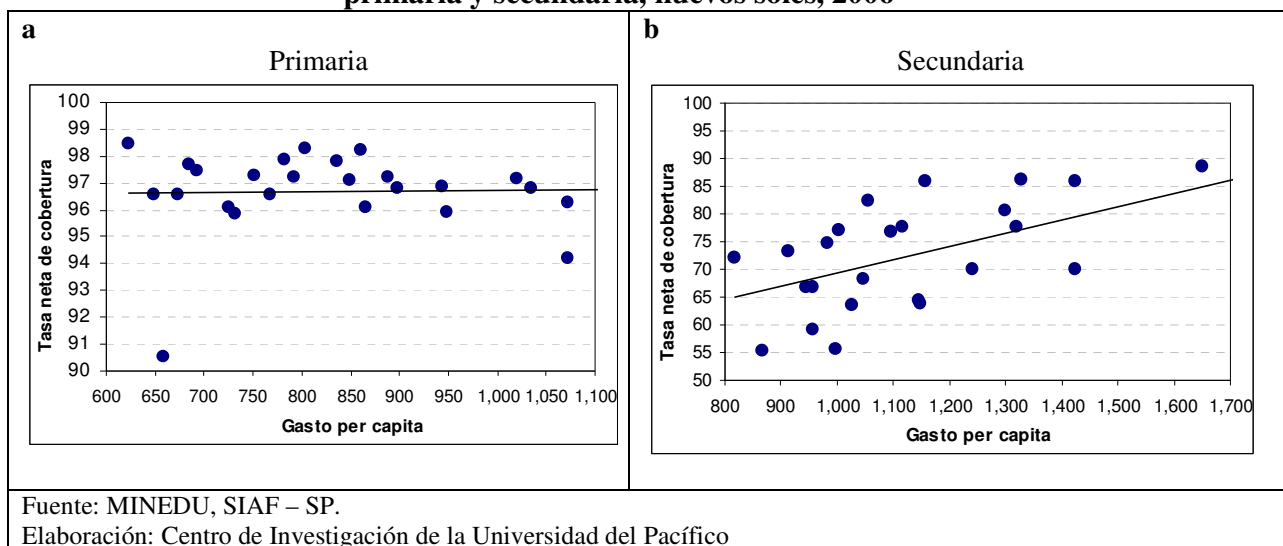 primaria y secundaria, nuevos soles, 2006
a
Primaria
100
99
98
97
96
95
94
93
92
91
90
Tasa neta de cobertura
600 650 700 750 800 850 900 950 1,000 1,050 1,100
Gasto per capita
b
Secundaria
100
95
90
85
80
75
70
65
60
55
50
Tasa neta de cobertura
800 900 1,000 1,100 1,200 1,300 1,400 1,500 1,600 1,700
Gasto per capita
Fuente: MINEDU, SIAF – SP.
Elaboración: Centro de Investigación de la Universidad del Pacífico